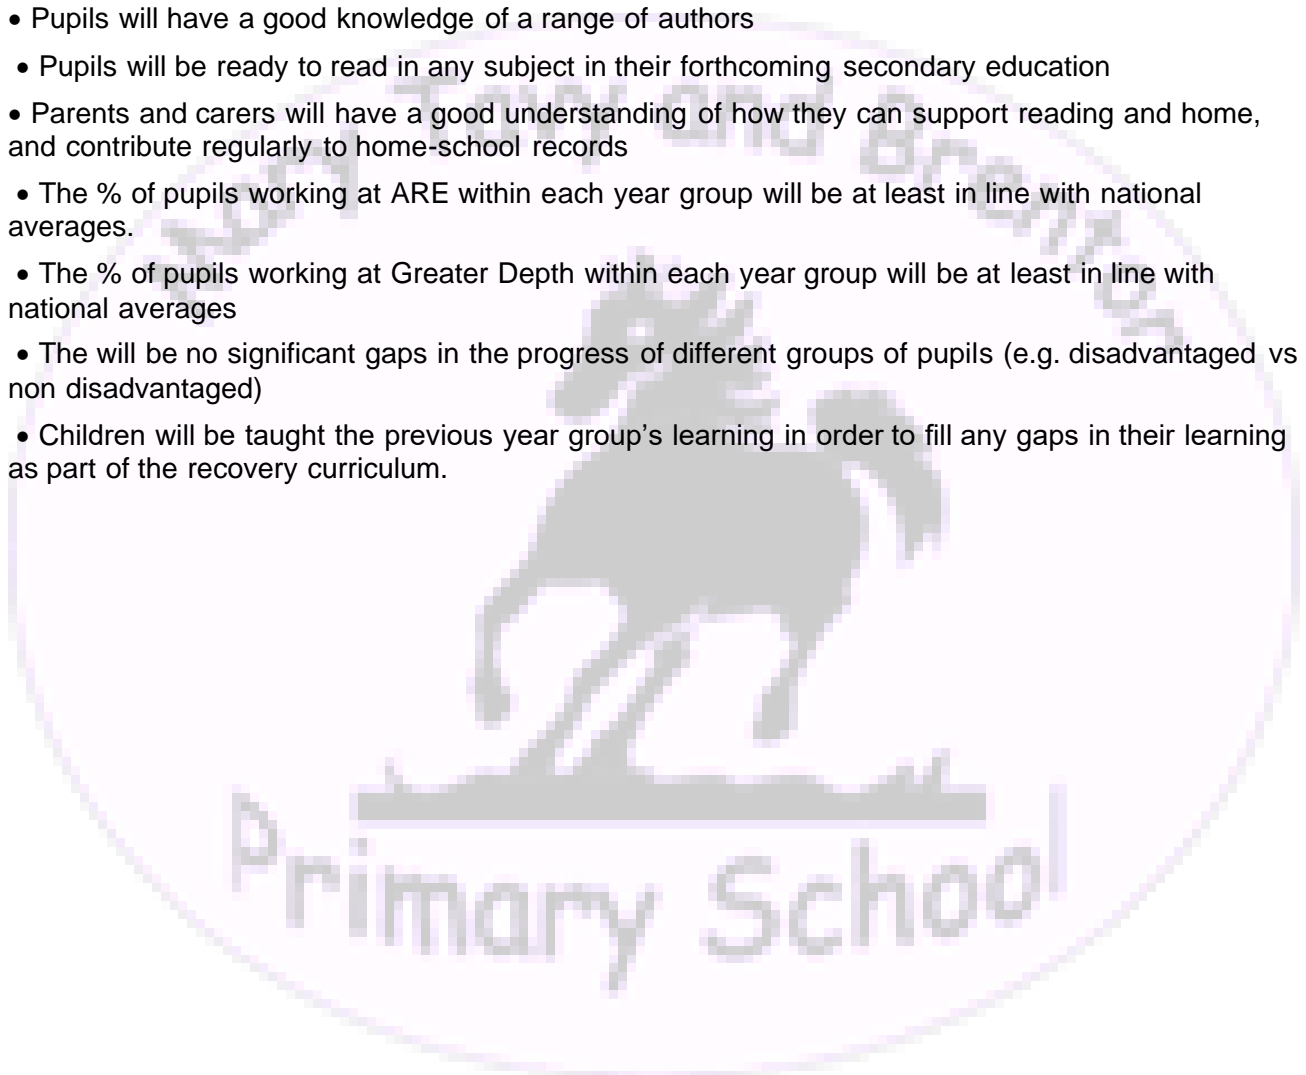 • Pupils will have a good knowledge of a range of authors
• Pupils will be ready to read in any subject in their forthcoming secondary education
• Parents and carers will have a good understanding of how they can support reading and home,
and contribute regularly to home-school records
• The % of pupils working at ARE within each year group will be at least in line with national
averages.
• The % of pupils working at Greater Depth within each year group will be at least in line with
national averages
• The will be no significant gaps in the progress of different groups of pupils (e.g. disadvantaged vs
non disadvantaged)
• Children will be taught the previous year group’s learning in order to fill any gaps in their learning
as part of the recovery curriculum.
Mary Tavy and Brentor
Primary School